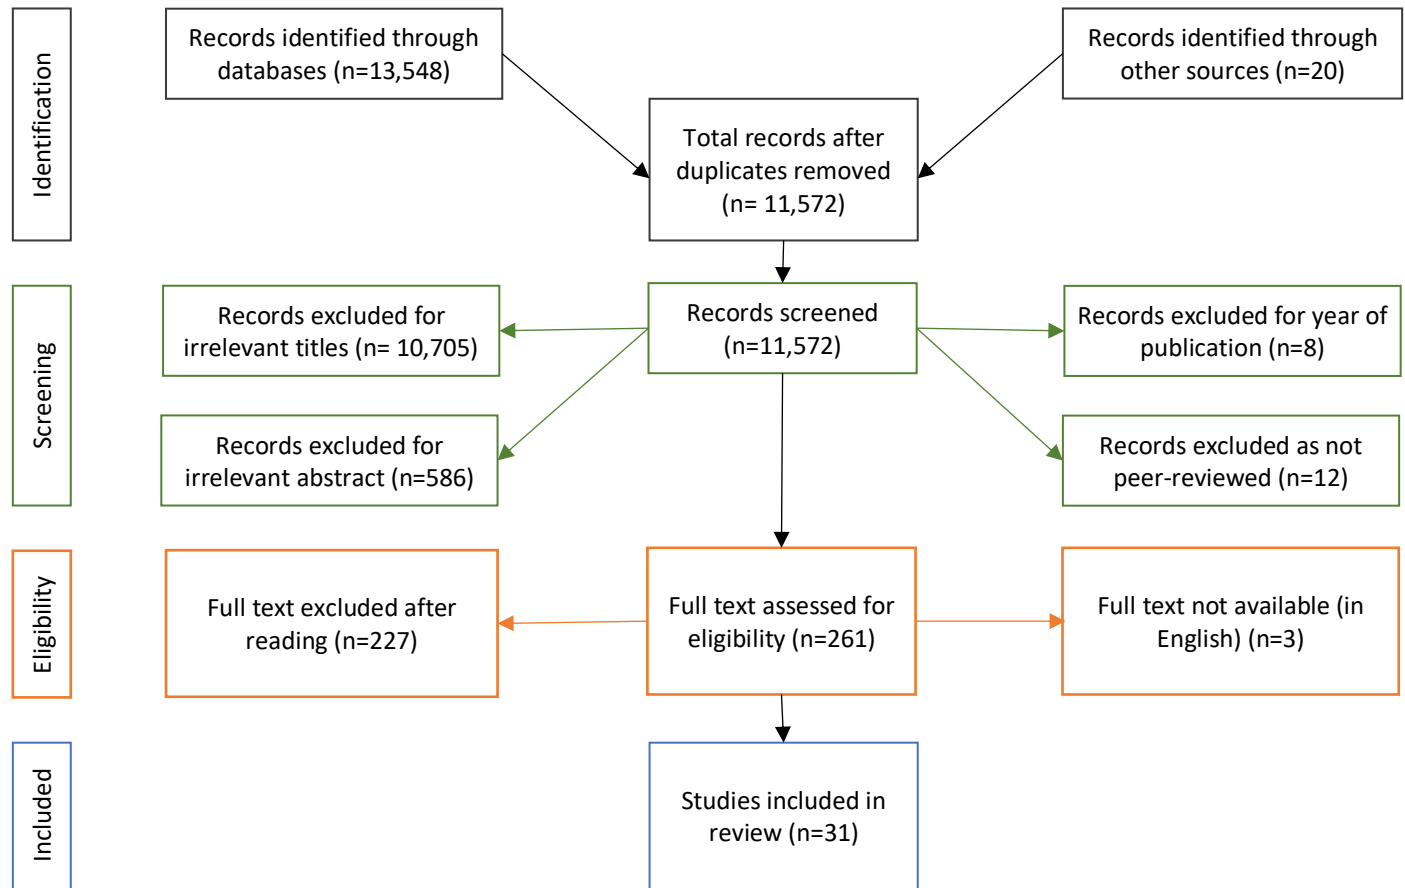 Identification
Records identified through
databases (n=13,548)
Records identified through
other sources (n=20)
Total records after
duplicates removed
(n= 11,572)
Screening
Records excluded for
irrelevant titles (n= 10,705)
Records screened
(n=11,572)
Records excluded for year of
publication (n=8)
Records excluded for
irrelevant abstract (n=586)
Records excluded as not
peer-reviewed (n=12)
Eligibility
Full text excluded after
reading (n=227)
Full text assessed for
eligibility (n=261)
Full text not available (in
English) (n=3)
Included
Studies included in
review (n=31)